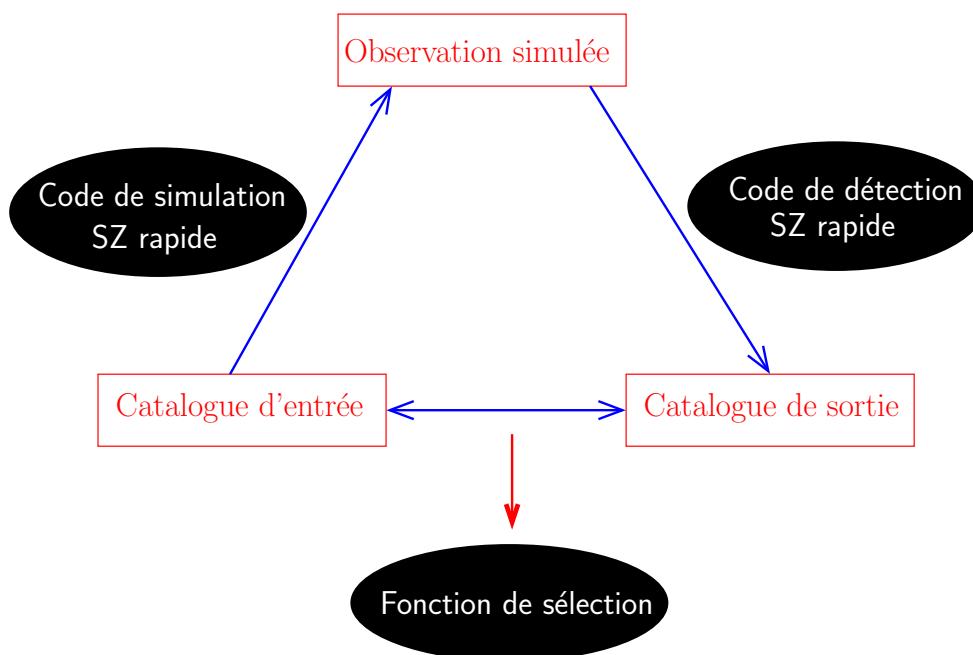 Observation simulée
Code de simulation
SZ rapide
Code de détection
SZ rapide
Catalogue d'entrée
Catalogue de sortie
Fonction de sélection